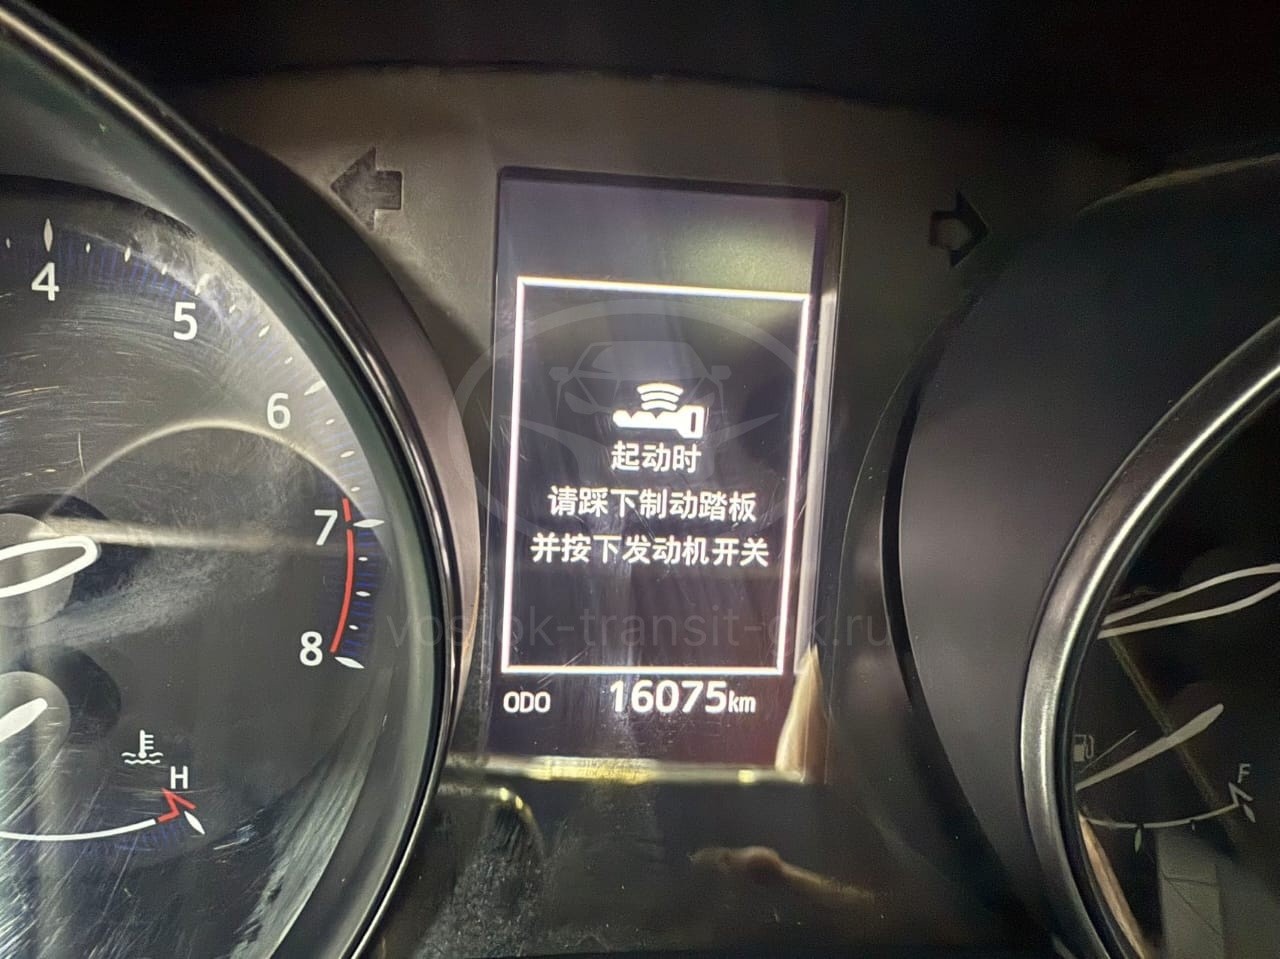 4
5
6
7
8
H
起动时
请踩下制动踏板
并按下发动机开关
ODO 16075km
F
vostok-transit-dk.ru